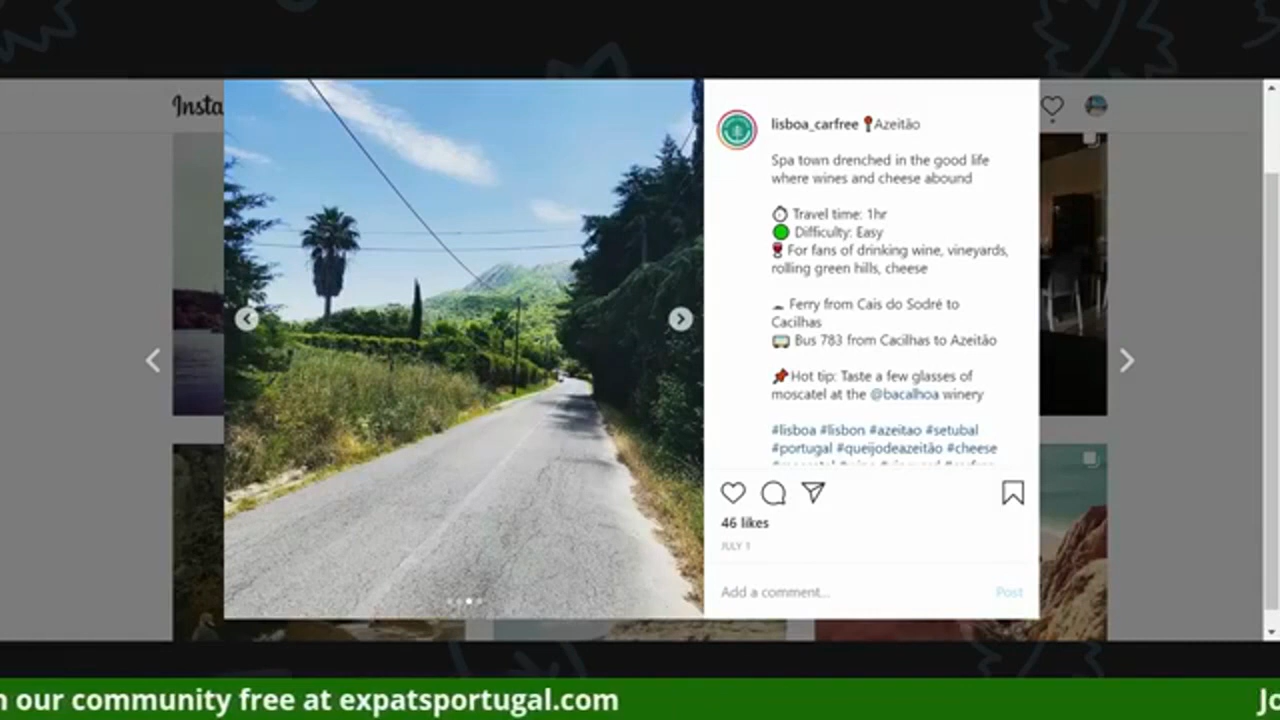 Insta
lisboa_carfree 📍Azeitão
Spa town drenched in the good life
where wines and cheese abound
Travel time: 1hr
Difficulty: Easy
For fans of drinking wine, vineyards,
rolling green hills, cheese
Ferry from Cais do Sodré to
Cacilhas
Bus 783 from Cacilhas to Azeitão
Hot tip: Taste a few glasses of
moscatel at the @bacalhoa winery
#lisboa #lisbon #azeitao #setubal
#portugal #queijodeazeitão #cheese
46 likes
JULY 1
Add a comment...
Post
n our community free at expatsportugal.com
Jo